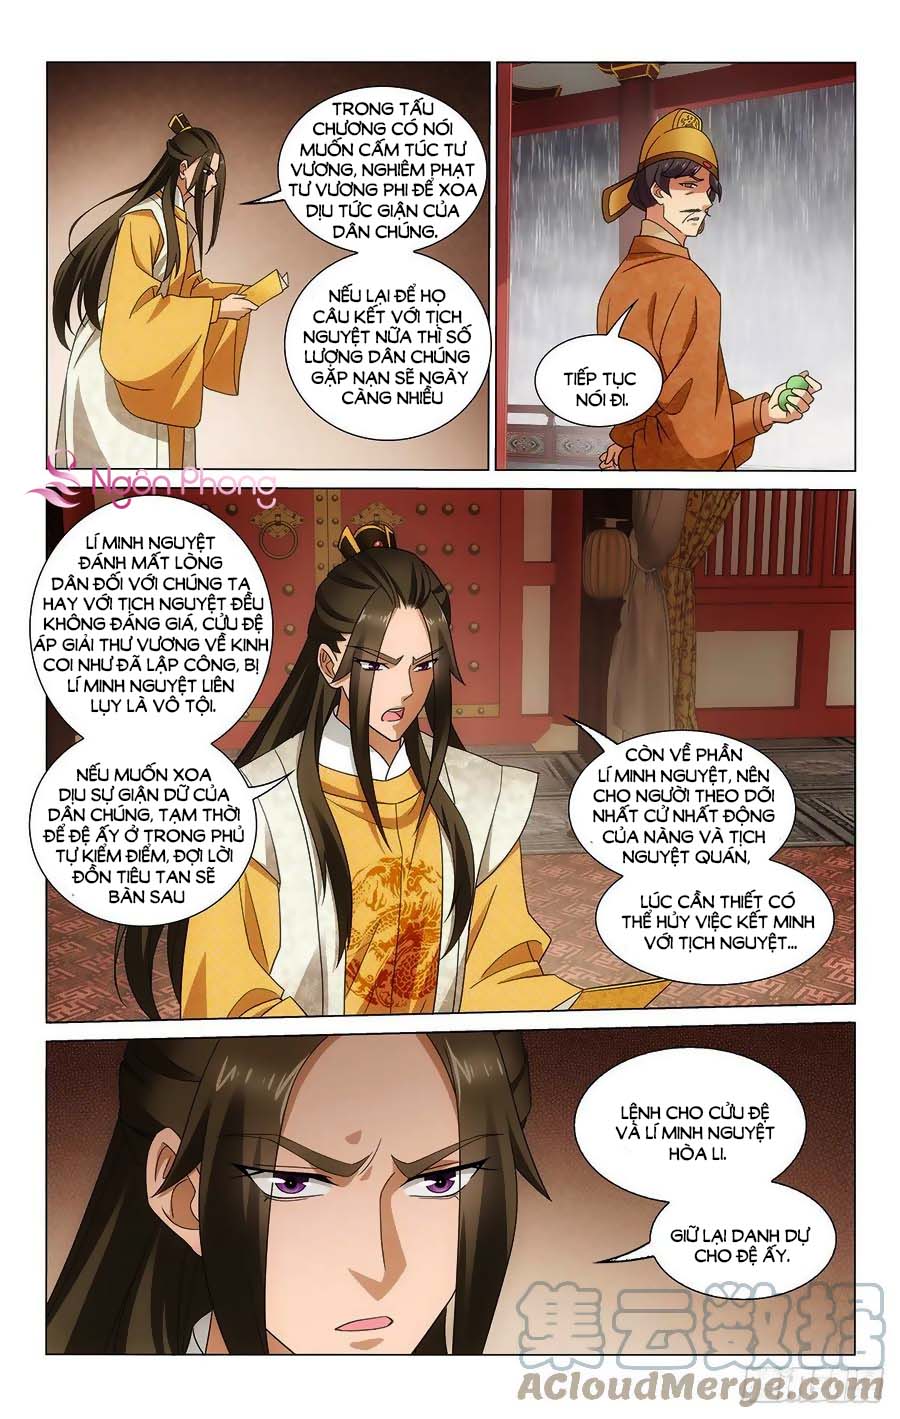 TRONG TẤU
CHƯƠNG CÓ NÓI
MUỐN CẤM TÚC TƯ
VƯƠNG, NGHIÊM PHẠT
TƯ VƯƠNG PHI ĐỂ XOA
DỊU TỨC GIẬN CỦA
DÂN CHÚNG.
NẾU LẠI ĐỂ HỌ
CÂU KẾT VỚI TỊCH
NGUYỆT NỮA THÌ SỐ
LƯỢNG DÂN CHÚNG
GẶP NẠN SẼ NGÀY
CÀNG NHIỀU
TIẾP TỤC
NÓI ĐI.
Ngôn Phong
LÍ MINH NGUYỆT
ĐÁNH MẤT LÒNG
DÂN ĐỐI VỚI CHÚNG TA
HAY VỚI TỊCH NGUYỆT ĐỀU
KHÔNG ĐÁNG GIÁ, CỬU ĐỆ
ÁP GIẢI THƯ VƯƠNG VỀ KINH
COI NHƯ ĐÃ LẬP CÔNG, BỊ
LÍ MINH NGUYỆT LIÊN
LỤY LÀ VÔ TỘI.
NẾU MUỐN XOA
DỊU SỰ GIẬN DỮ CỦA
DÂN CHÚNG, TẠM THỜI
ĐỂ ĐỆ ẤY Ở TRONG PHỦ
TỰ KIỂM ĐIỂM, ĐỢI LỜI
ĐỒN TIÊU TAN SẼ
BÀN SAU
CÒN VỀ PHẦN
LÍ MINH NGUYỆT, NÊN
CHO NGƯỜI THEO DÕI
NHẤT CỬ NHẤT ĐỘNG
CỦA NÀNG VÀ TỊCH
NGUYỆT QUÁN,
LÚC CẦN THIẾT CÓ
THỂ HỦY VIỆC KẾT MINH
VỚI TỊCH NGUYỆT...
LỆNH CHO CỬU ĐỆ
VÀ LÍ MINH NGUYỆT
HÒA LI.
GIỮ LẠI DANH DỰ
CHO ĐỆ ẤY.
集云数据
ACloudMerge.com